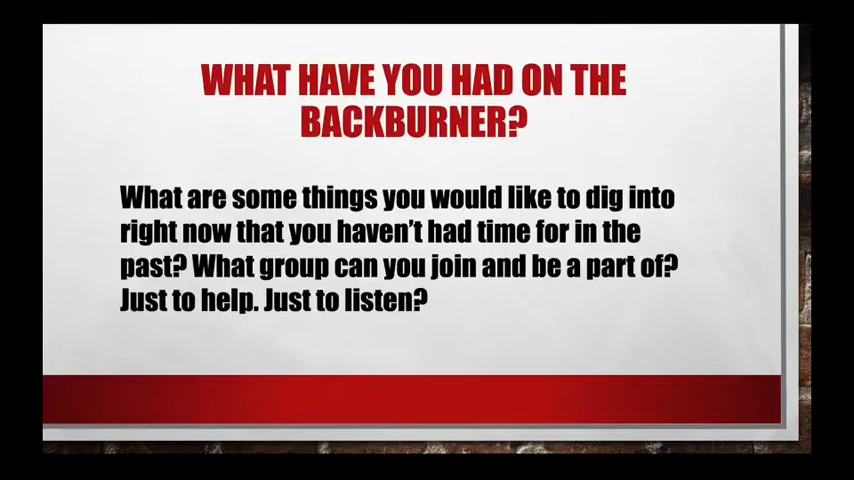 WHAT HAVE YOU HAD ON THE
BACKBURNER?
What are some things you would like to dig into
right now that you haven't had time for in the
past? What group can you join and be a part of?
Just to help. Just to listen?